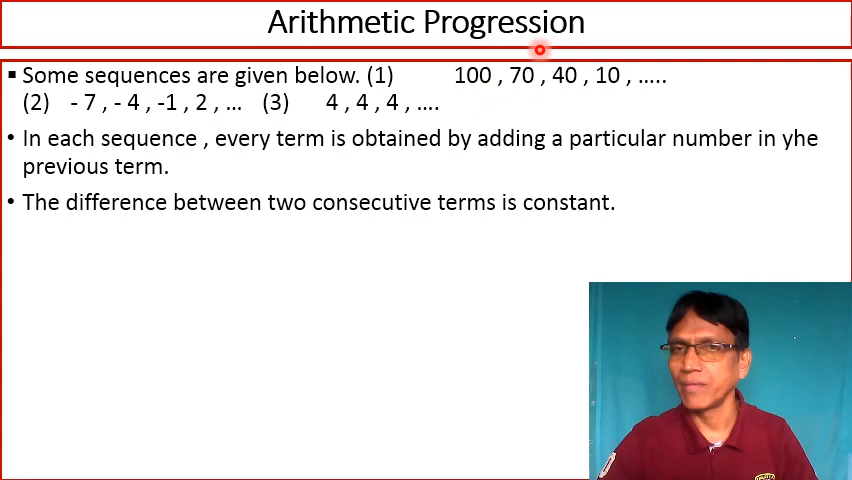 Arithmetic Progression
▪ Some sequences are given below. (1) 100 , 70 , 40 , 10 , .....
(2) - 7 , - 4 , -1 , 2 , ... (3) 4 , 4 , 4 , ....
• In each sequence , every term is obtained by adding a particular number in yhe
previous term.
• The difference between two consecutive terms is constant.